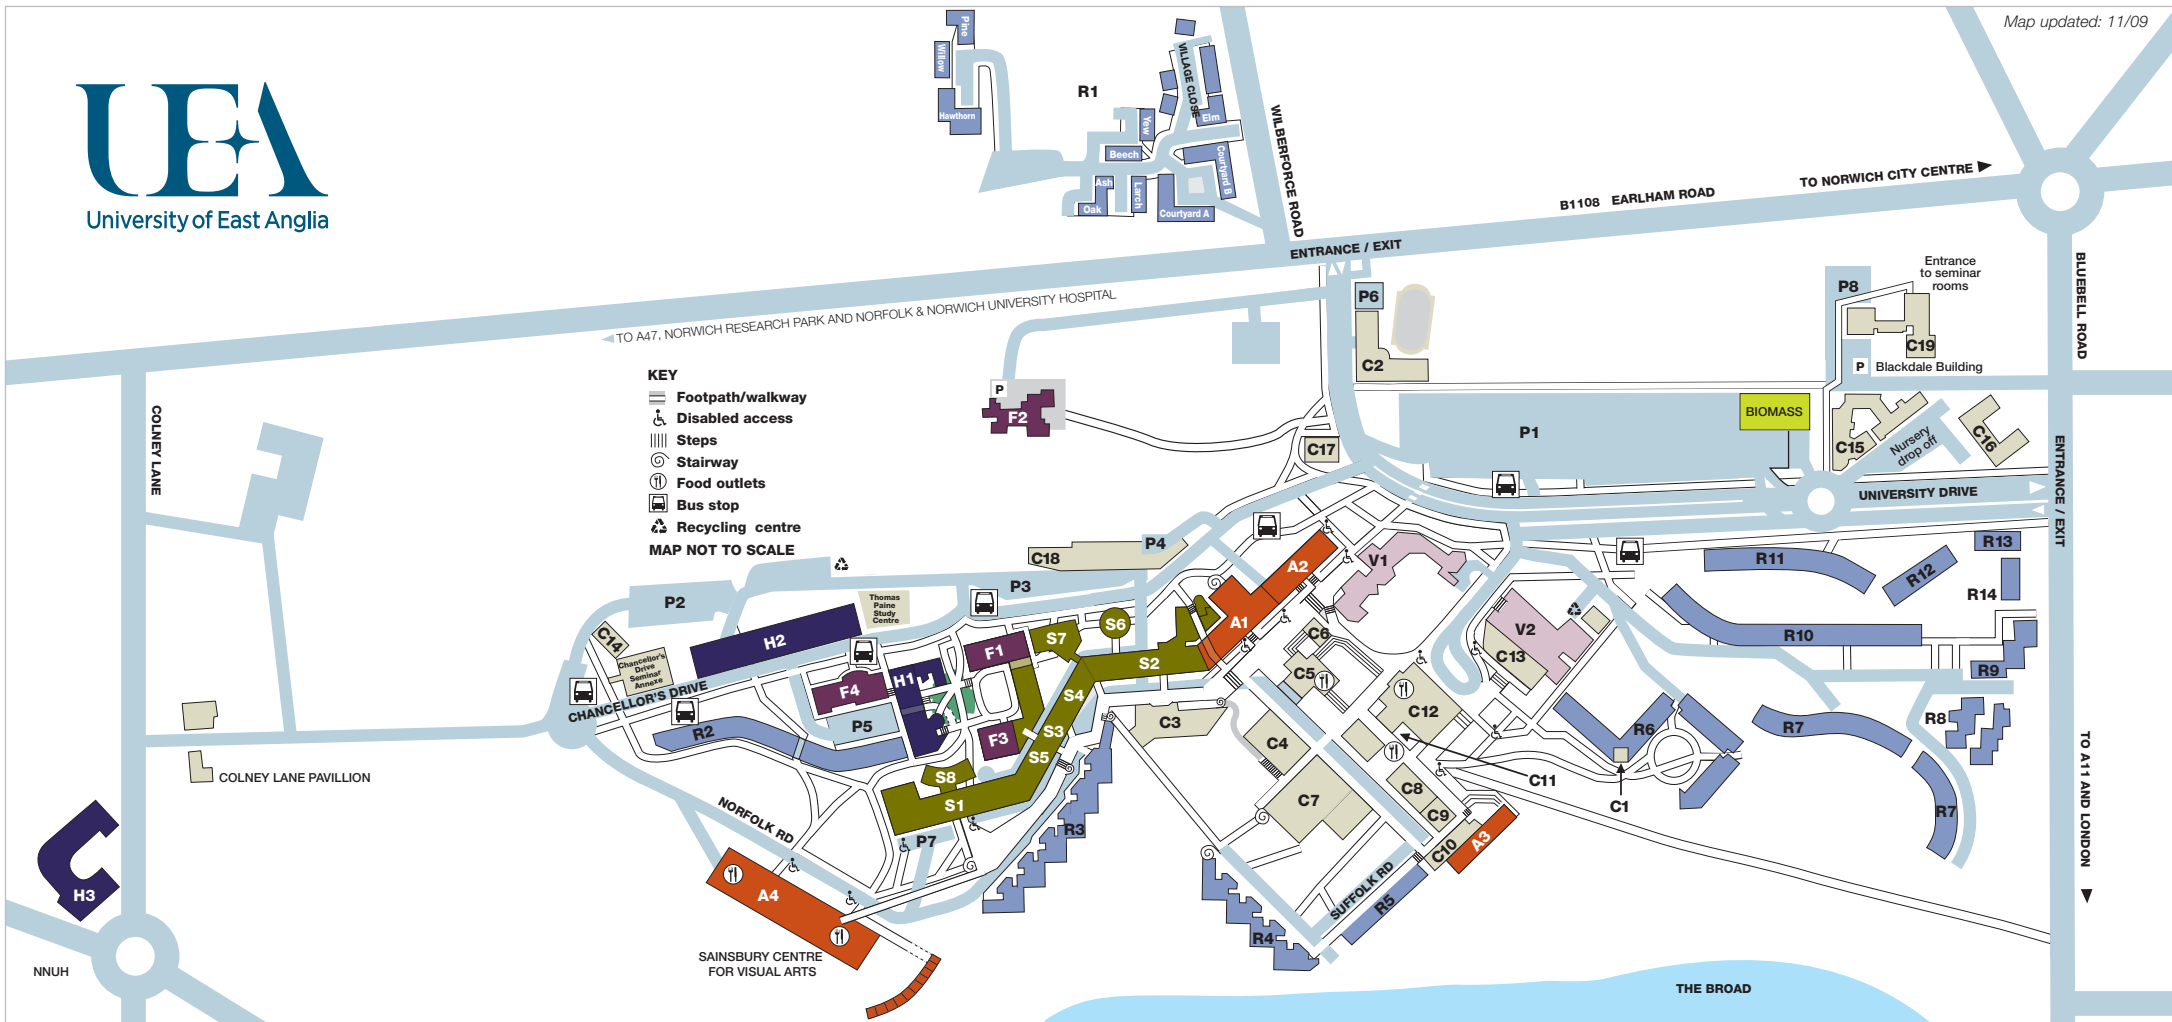 Map updated: 11/09
UEA
University of East Anglia
Pine
Willow
Hawthorn
R1
VILLAGE CLOSE
Elm
Yew
Beech
Courtyard B
Ash
Oak
Larch
Courtyard A
WILBERFORCE ROAD
ENTRANCE / EXIT
B1108 EARLHAM ROAD
TO NORWICH CITY CENTRE
TO A47, NORWICH RESEARCH PARK AND NORFOLK & NORWICH UNIVERSITY HOSPITAL
BLUEBELL ROAD
Entrance
to seminar
rooms
P8
C19
P
Blackdale Building
P6
C2
KEY
Footpath/walkway
Disabled access
Steps
Stairway
Food outlets
Bus stop
Recycling centre
MAP NOT TO SCALE
P
F2
C17
P1
BIOMASS
C15
Nursery
drop off
C16
UNIVERSITY DRIVE
ENTRANCE / EXIT
COLNEY LANE
C18
P4
P3
P2
Thomas
Paine
Study
Centre
H2
C14
Chancellor's
Drive
Seminar
Annexe
CHANCELLOR'S DRIVE
F4
H1
F1
S7
S6
S2
A1
A2
V1
C6
C5
V2
C13
R11
R12
R13
R14
R10
R9
R8
R7
R7
R6
C1
C11
C12
R2
P5
F3
S4
S3
S5
S8
S1
P7
R3
C3
C4
C7
C8
C9
C10
A3
SUFFOLK RD
R5
R4
NORFOLK RD
A4
SAINSBURY CENTRE
FOR VISUAL ARTS
COLNEY LANE PAVILLION
H3
NNUH
TO A11 AND LONDON
THE BROAD